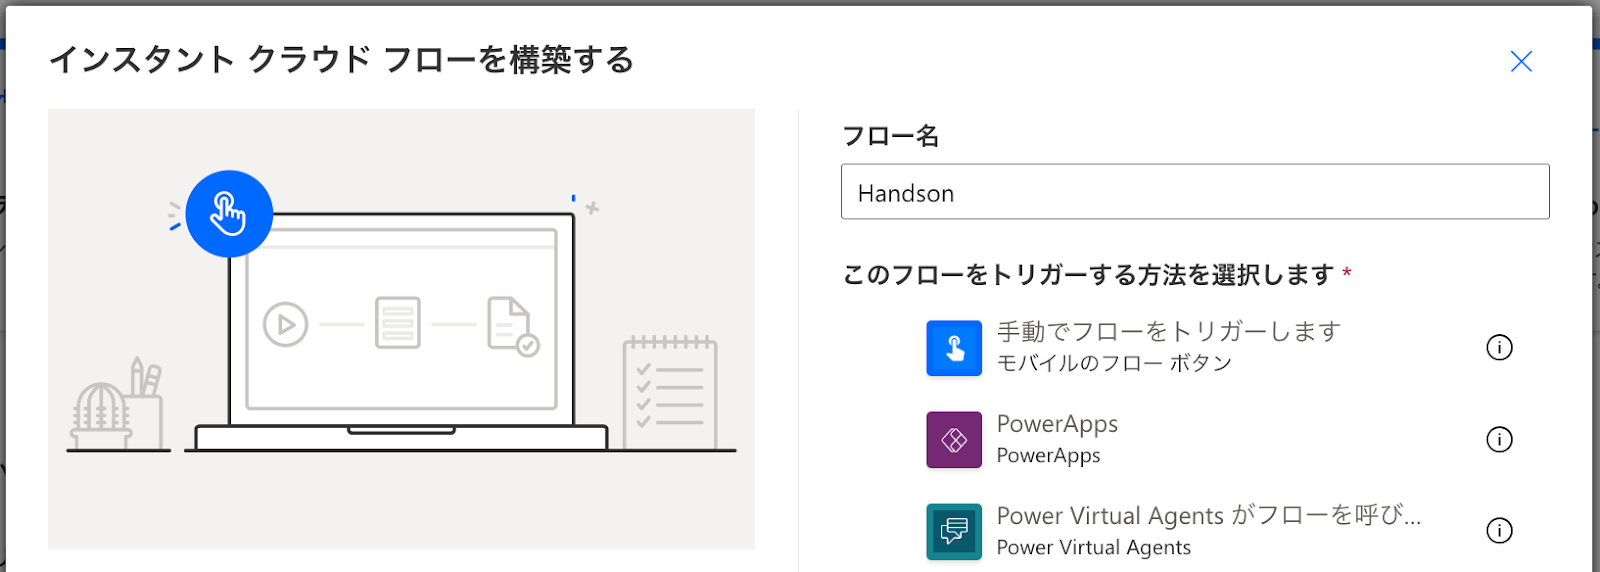 インスタント クラウド フローを構築する
フロー名
Handson
このフローをトリガーする方法を選択します *
手動でフローをトリガーします
モバイルのフロー ボタン
PowerApps
PowerApps
Power Virtual Agents がフローを呼び...
Power Virtual Agents